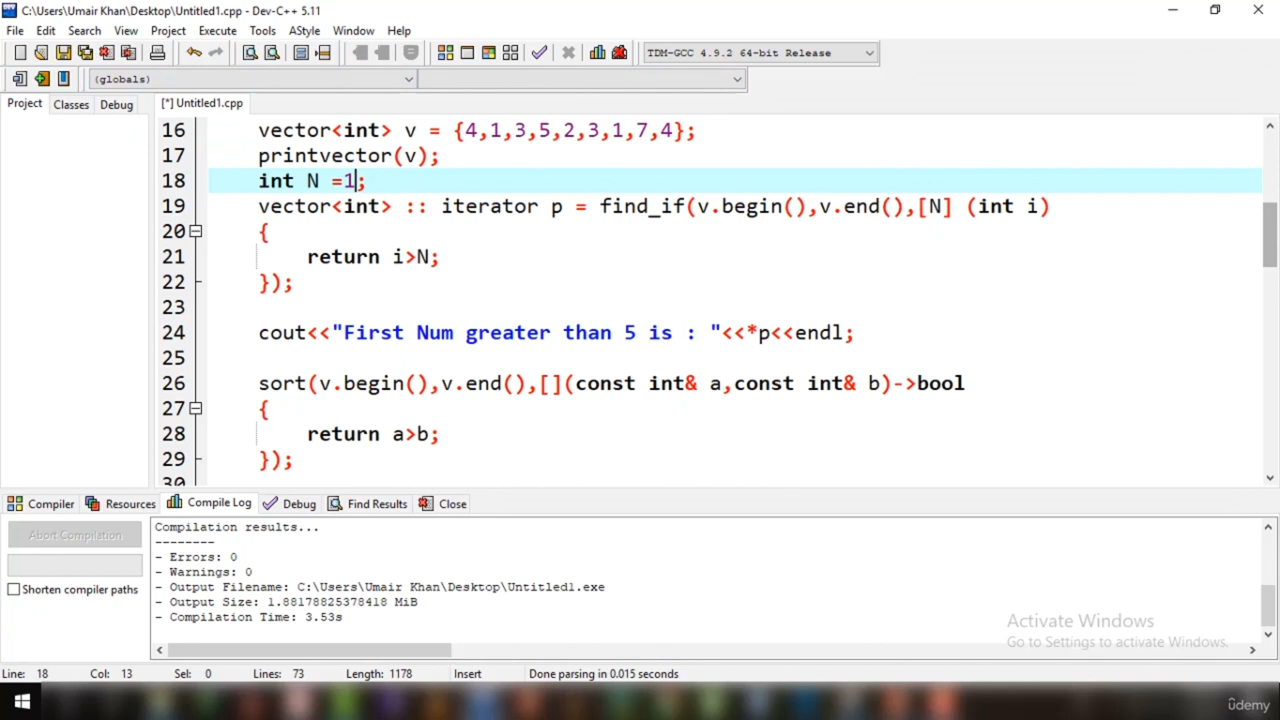 C:\Users\Umair Khan\Desktop\Untitled1.cpp - Dev-C++ 5.11
File Edit Search View Project Execute Tools AStyle Window Help
TDM-GCC 4.9.2 64-bit Release
(globals)
Project Classes Debug [*] Untitled1.cpp
16 vector<int> v = {4,1,3,5,2,3,1,7,4};
17 printvector(v);
18 int N =1;
19 vector<int> :: iterator p = find_if(v.begin(),v.end(),[N] (int i)
20 {
21 return i>N;
22 });
23
24 cout<<"First Num greater than 5 is : "<<*p<<endl;
25
26 sort(v.begin(),v.end(),[](const int& a,const int& b)->bool
27 {
28 return a>b;
29 });
30
Compiler Resources Compile Log Debug Find Results Close
Abort Compilation
Shorten compiler paths
Compilation results...
--------
- Errors: 0
- Warnings: 0
- Output Filename: C:\Users\Umair Khan\Desktop\Untitled1.exe
- Output Size: 1.88178825378418 MiB
- Compilation Time: 3.53s
Activate Windows
Go to Settings to activate Windows.
Line: 18 Col: 13 Sel: 0 Lines: 73 Length: 1178 Insert Done parsing in 0.015 seconds
ûdemy